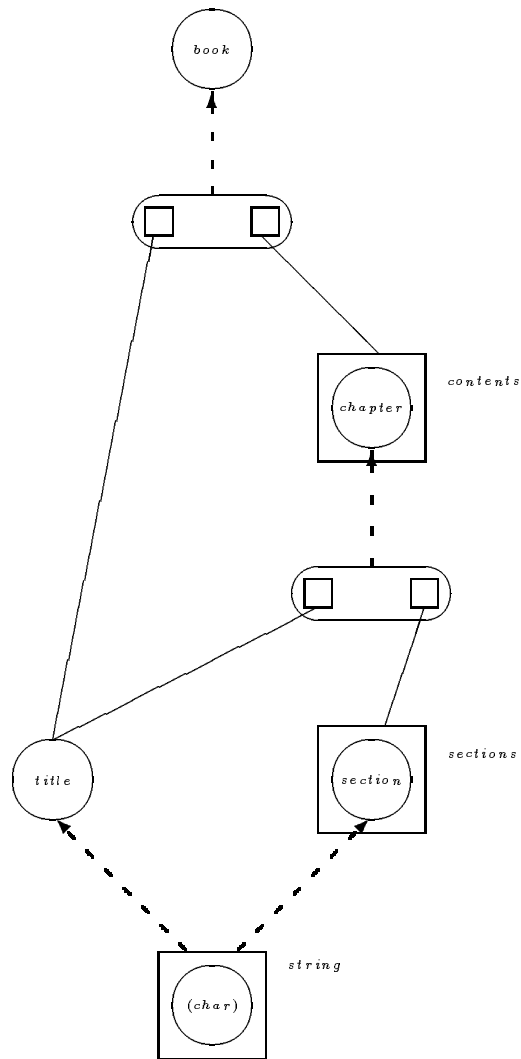 book
contents
chapter
sections
title
section
string
(char)